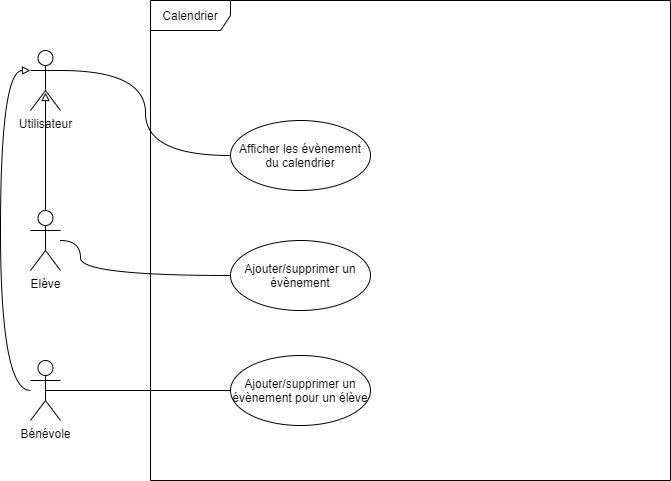 Calendrier
Utilisateur
Afficher les évènement
du calendrier
Ajouter/supprimer un
évènement
Elève
Ajouter/supprimer un
évènement pour un élève
Bénévole